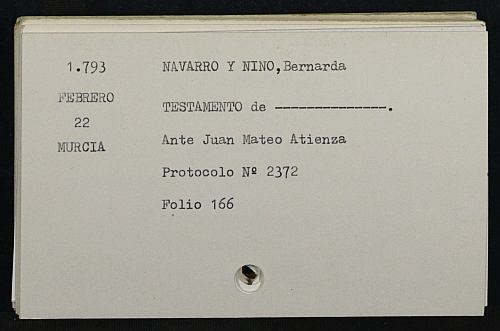 1.793
FEBRERO
22
MURCIA
NAVARRO Y NINO,Bernarda
TESTAMENTO de --------------.
Ante Juan Mateo Atienza
Protocolo Nº 2372
Folio 166